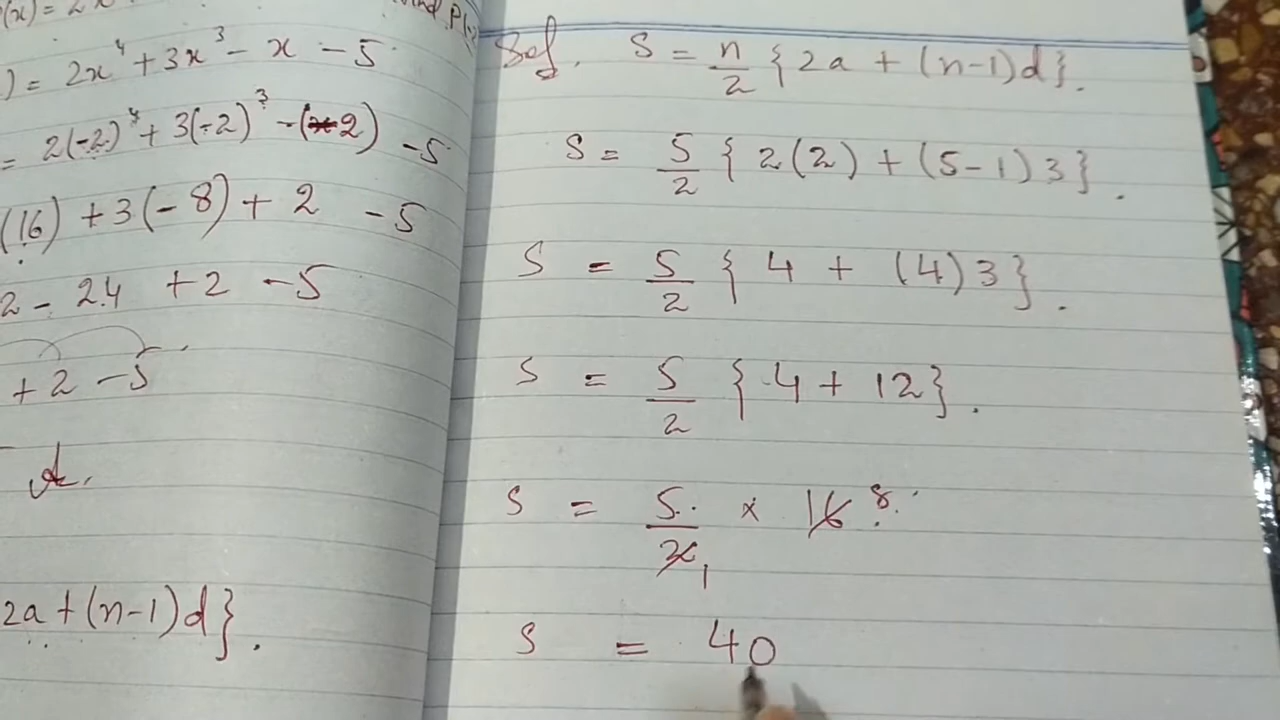 ) = 2x⁴ + 3x³ - x - 5
= 2(-2)⁴ + 3(-2)³ - (-2) - 5
(16) + 3(-8) + 2 - 5
2 - 24 + 2 - 5
+ 2 - 5
2a + (n-1)d}.
Sol. S = n/2 {2a + (n-1)d}.
S = 5/2 {2(2) + (5-1)3}.
S = 5/2 {4 + (4)3}.
S = 5/2 {4 + 12}.
S = 5/2 1 × 16 8
S = 40